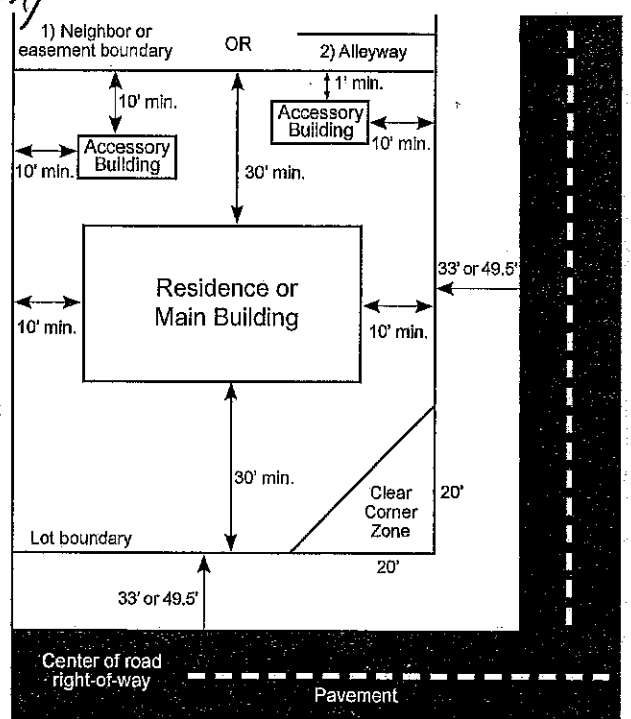 1) Neighbor or
easement boundary
OR
2) Alleyway
10' min.
1' min.
Accessory
Building
10' min.
Accessory
Building
10' min.
30' min.
33' or 49.5'
Residence or
Main Building
10' min.
10' min.
30' min.
Clear
Corner
Zone
20'
Lot boundary
20'
33' or 49.5'
Center of road
right-of-way
Pavement